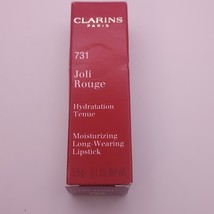 CLARINS
PARIS
731
Joli
Rouge
Hydratation
Tenue
Moisturizing
Long-Wearing
Lipstick